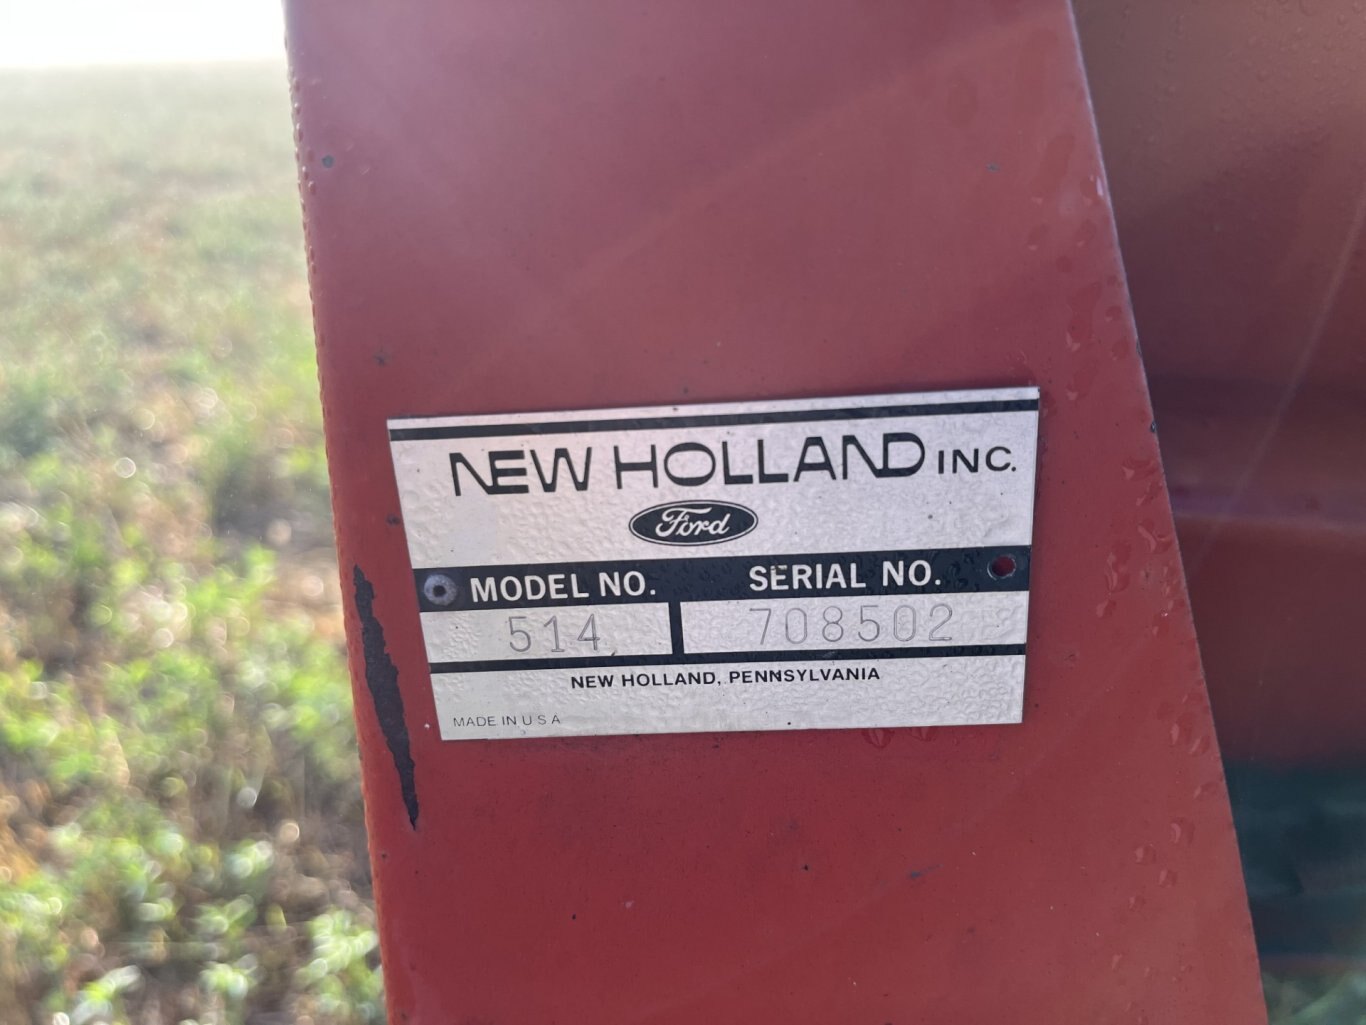 NEW HOLLAND INC.
Ford
MODEL NO. SERIAL NO.
514 708502
NEW HOLLAND, PENNSYLVANIA
MADE IN U S A